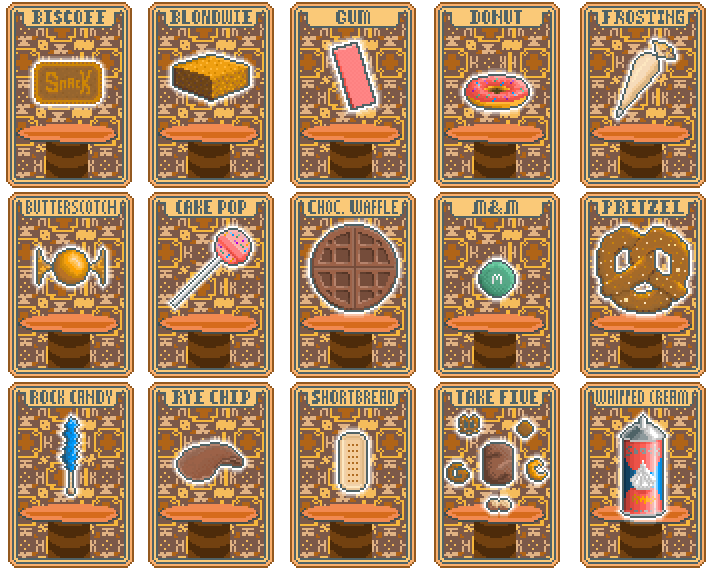 BISCOFF
SnacK
BLONDWIE
GUM
DONUT
FROSTING
BUTTERSCOTCH
CAKE POP
CHOC. WAFFLE
M&M
M
PRETZEL
ROCK CANDY
RYE CHIP
SHORTBREAD
TAKE FIVE
WHIPPED CREAM